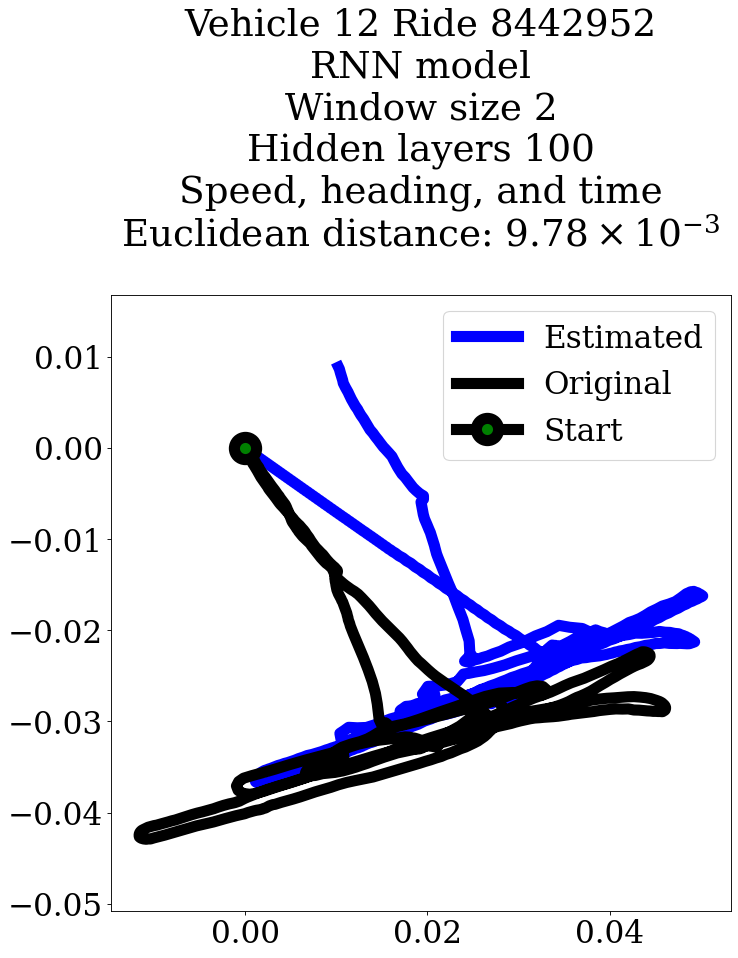 Vehicle 12 Ride 8442952
RNN model
Window size 2
Hidden layers 100
Speed, heading, and time
Euclidean distance: 9.78 × 10⁻³
Estimated
Original
Start
0.01
0.00
−0.01
−0.02
−0.03
−0.04
−0.05
0.00 0.02 0.04